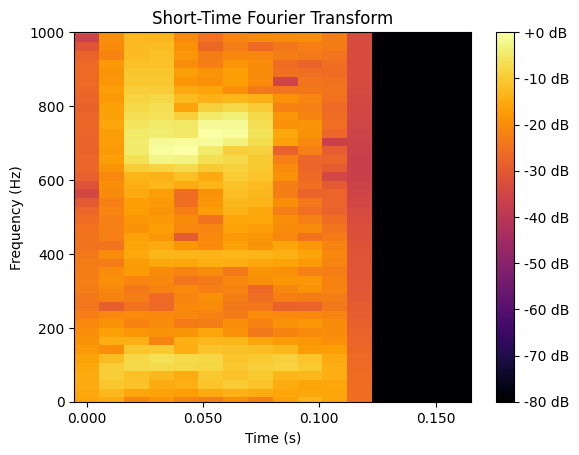 Short-Time Fourier Transform
1000
800
600
400
200
0
Frequency (Hz)
0.000
0.050
0.100
0.150
Time (s)
+0 dB
-10 dB
-20 dB
-30 dB
-40 dB
-50 dB
-60 dB
-70 dB
-80 dB